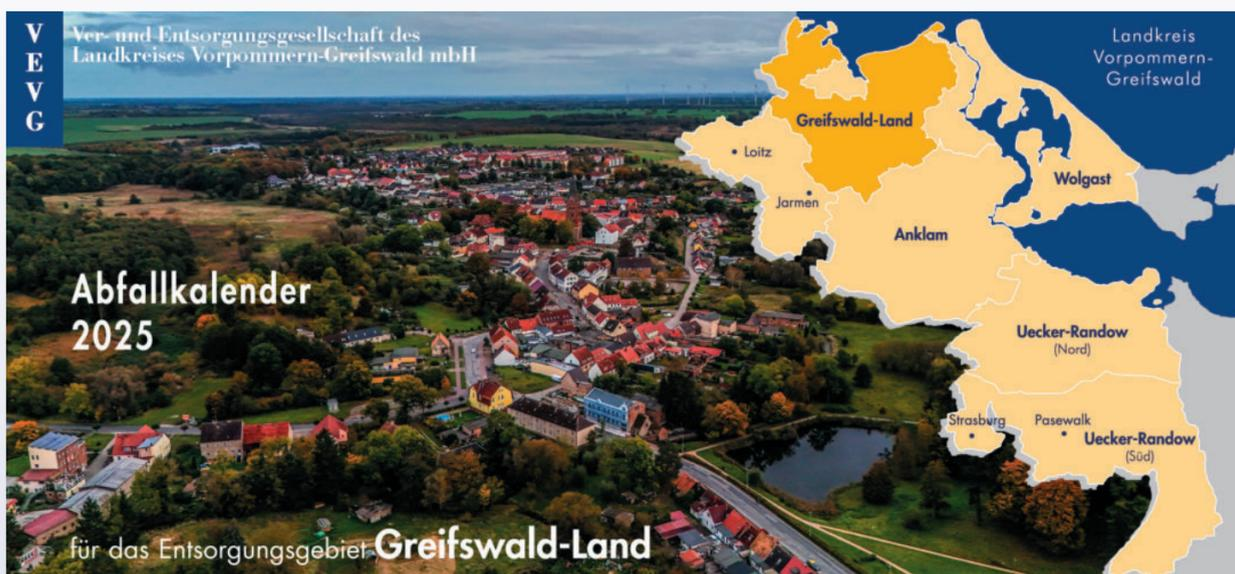 V
E
V
G
Ver- und Entsorgungsgesellschaft des
Landkreises Vorpommern-Greifswald mbH
Landkreis
Vorpommern-
Greifswald
Greifswald-Land
Loitz
Jarmen
Wolgast
Anklam
Abfallkalender
2025
Uecker-Randow
(Nord)
Strasburg
Pasewalk
Uecker-Randow
(Süd)
für das Entsorgungsgebiet Greifswald-Land